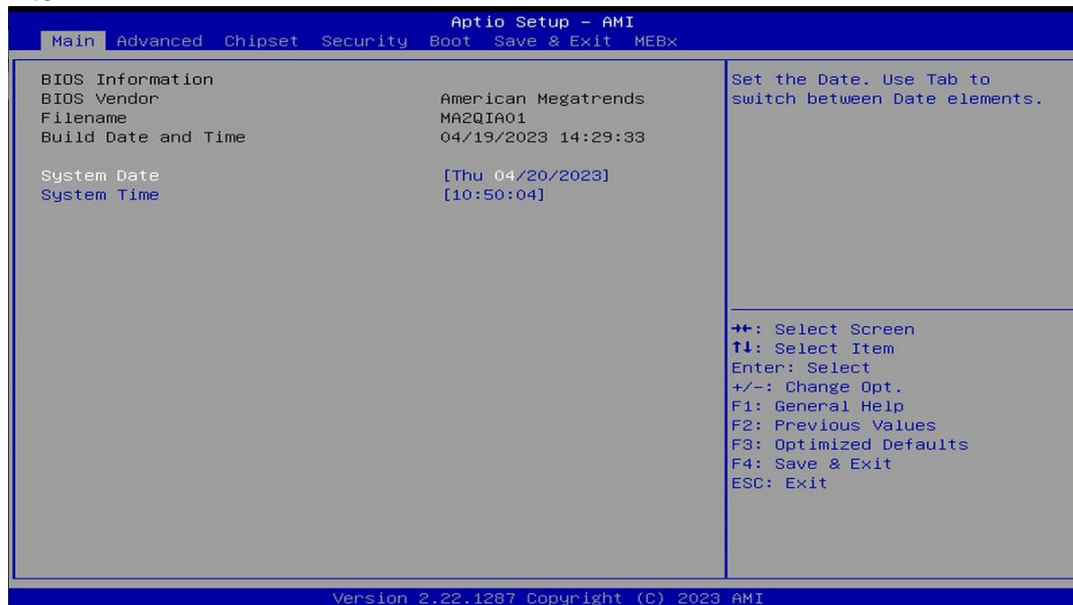 Aptio Setup – AMI
Main Advanced Chipset Security Boot Save & Exit MEBx
BIOS Information
BIOS Vendor American Megatrends
Filename MA2QIA01
Build Date and Time 04/19/2023 14:29:33
System Date [Thu 04/20/2023]
System Time [10:50:04]
Set the Date. Use Tab to
switch between Date elements.
→←: Select Screen
↑↓: Select Item
Enter: Select
+/-: Change Opt.
F1: General Help
F2: Previous Values
F3: Optimized Defaults
F4: Save & Exit
ESC: Exit
Version 2.22.1287 Copyright (C) 2023 AMI